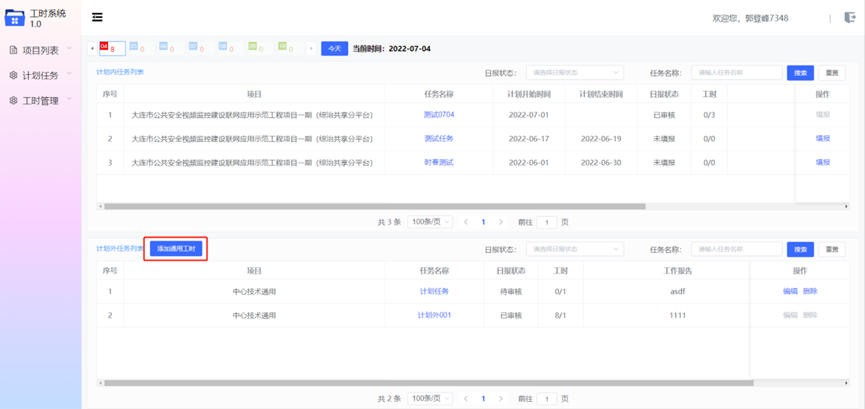 工时系统
1.0
欢迎您，郭登峰7348
项目列表
计划任务
工时管理
04 8
05 0
06 0
07 0
08 0
09 0
10 0
今天
当前时间：2022-07-04
计划内任务列表
日报状态： 请选择日报状态 任务名称： 请输入任务名称 搜索 重置
序号 项目 任务名称 计划开始时间 计划结束时间 日报状态 工时 操作
1 大连市公共安全视频监控建设联网应用示范工程项目一期（综治共享分平台） 测试0704 2022-07-01 已审核 0/3 填报
2 大连市公共安全视频监控建设联网应用示范工程项目一期（综治共享分平台） 测试任务 2022-06-17 2022-06-19 未填报 0/0 填报
3 大连市公共安全视频监控建设联网应用示范工程项目一期（综治共享分平台） 时春测试 2022-06-01 2022-06-30 未填报 0/0 填报
共 3 条 100条/页 1 前往 1 页
计划外任务列表 添加通用工时 日报状态： 请选择日报状态 任务名称： 请输入任务名称 搜索 重置
序号 项目 任务名称 日报状态 工时 工作报告 操作
1 中心技术通用 计划任务 待审核 0/1 asdf 编辑 删除
2 中心技术通用 计划外001 已审核 8/1 1111 编辑 删除
共 2 条 100条/页 1 前往 1 页